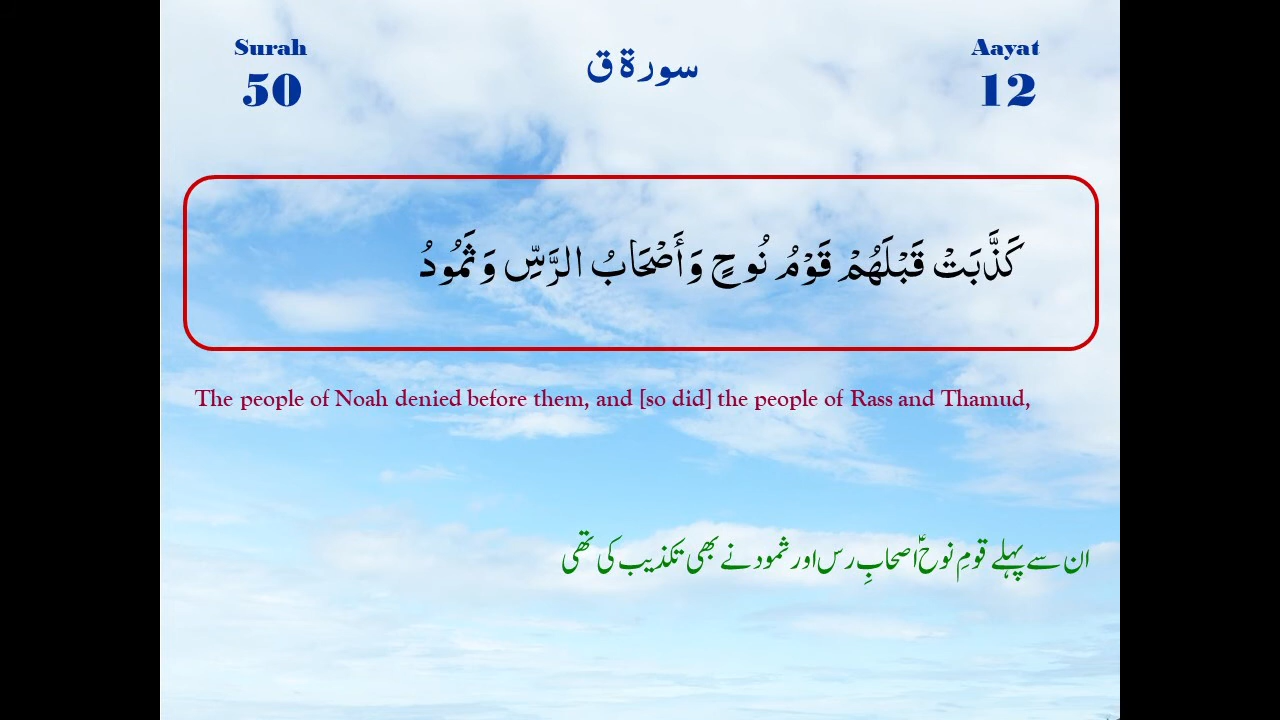 Surah
50
سورة ق
Aayat
12
كَذَّبَتْ قَبْلَهُمْ قَوْمُ نُوحٍ وَأَصْحَابُ الرَّسِّ وَثَمُودُ
The people of Noah denied before them, and [so did] the people of Rass and Thamud,
ان سے پہلے قومِ نوحؑ اصحابِ رس اور ثمود نے بھی تکذیب کی تھی